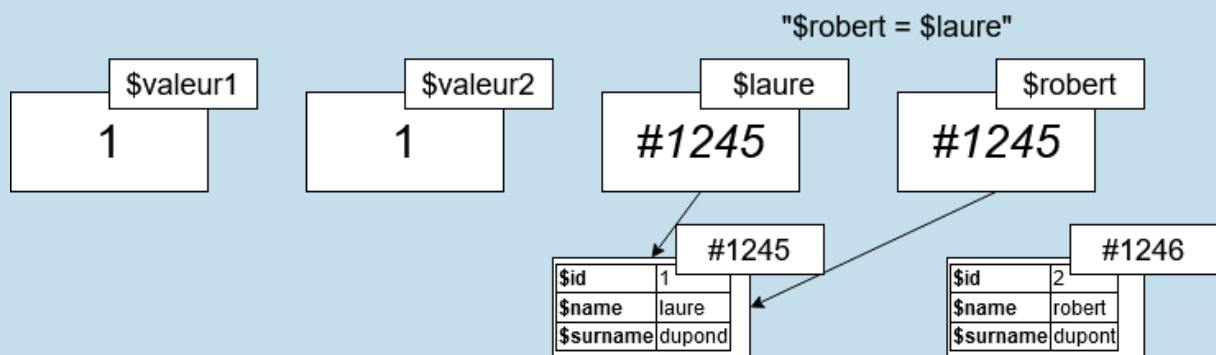 "$robert = $laure"
$valeur1
$valeur2
$laure
$robert
1
1
#1245
#1245
#1245
#1246
$id 1
$name laure
$surname dupond
$id 2
$name robert
$surname dupont